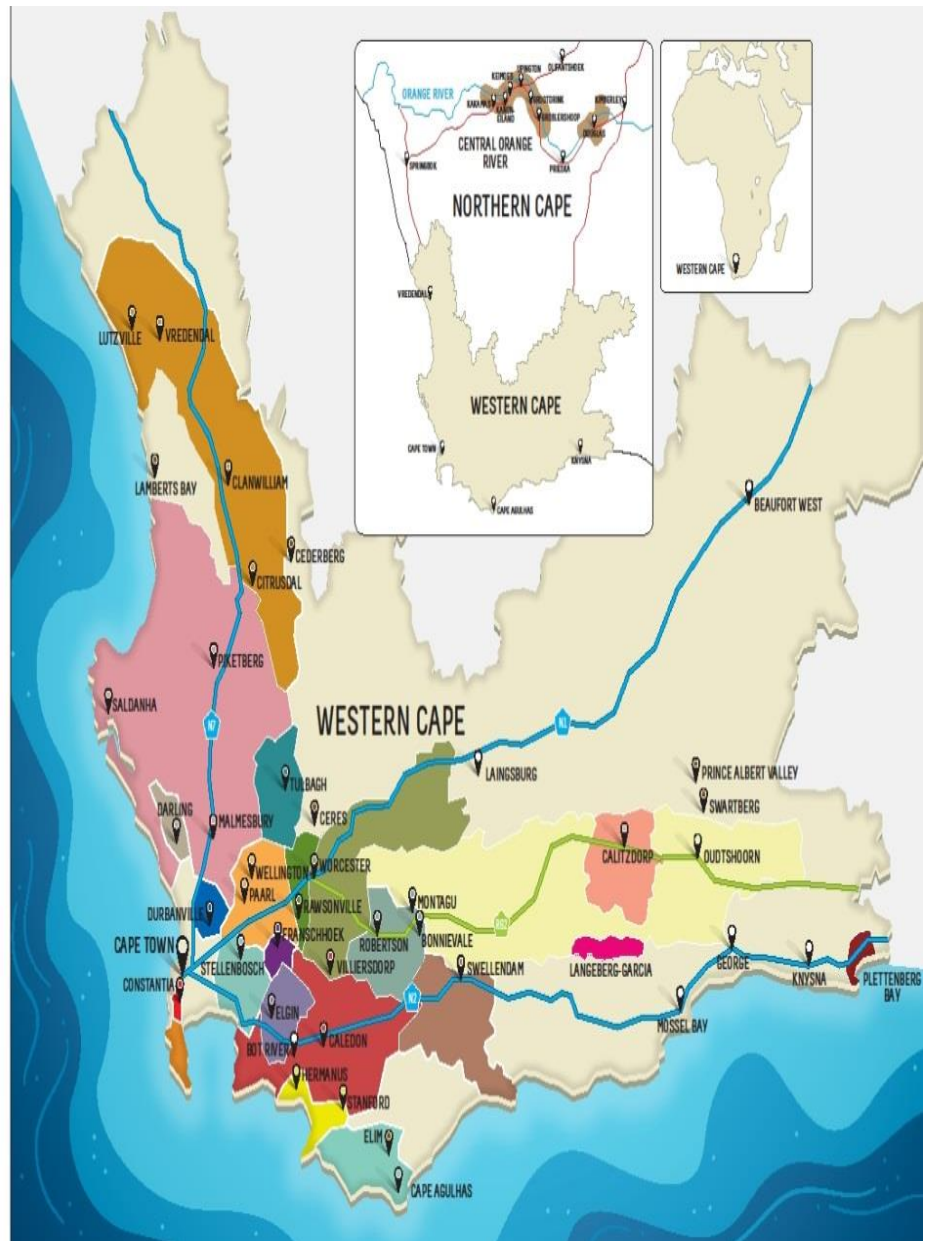 ORANGE RIVER
UPINGTON
OLIFANTSHOEK
KEIMOES
KAKAMAS
KANON
EILAND
GROBLERSHOOP
KIMBERLEY
DOUGLAS
CENTRAL ORANGE
RIVER
SPRINGBOK
PRIESKA
NORTHERN CAPE
VREDENDAL
WESTERN CAPE
CAPE TOWN
KNYSNA
CAPE AGULHAS
WESTERN CAPE
LUTZVILLE
VREDENDAL
LAMBERTS BAY
CLANWILLIAM
BEAUFORT WEST
CEDERBERG
CITRUSDAL
PIKETBERG
SALDANHA
N7
WESTERN CAPE
N1
LAINGSBURG
TULBAGH
PRINCE ALBERT VALLEY
SWARTBERG
DARLING
MALMESBURY
CERES
CALITZDORP
OUDTSHOORN
WELLINGTON
WORCESTER
PAARL
RAWSONVILLE
MONTAGU
DURBANVILLE
R62
FRANSCHHOEK
ROBERTSON
BONNIEVALE
CAPE TOWN
STELLENBOSCH
VILLIERSDORP
LANGEBERG-GARCIA
GEORGE
KNYSNA
PLETTENBERG
BAY
CONSTANTIA
SWELLENDAM
N2
ELGIN
MOSSEL BAY
BOT RIVER
CALEDON
HERMANUS
STANFORD
ELIM
CAPE AGULHAS